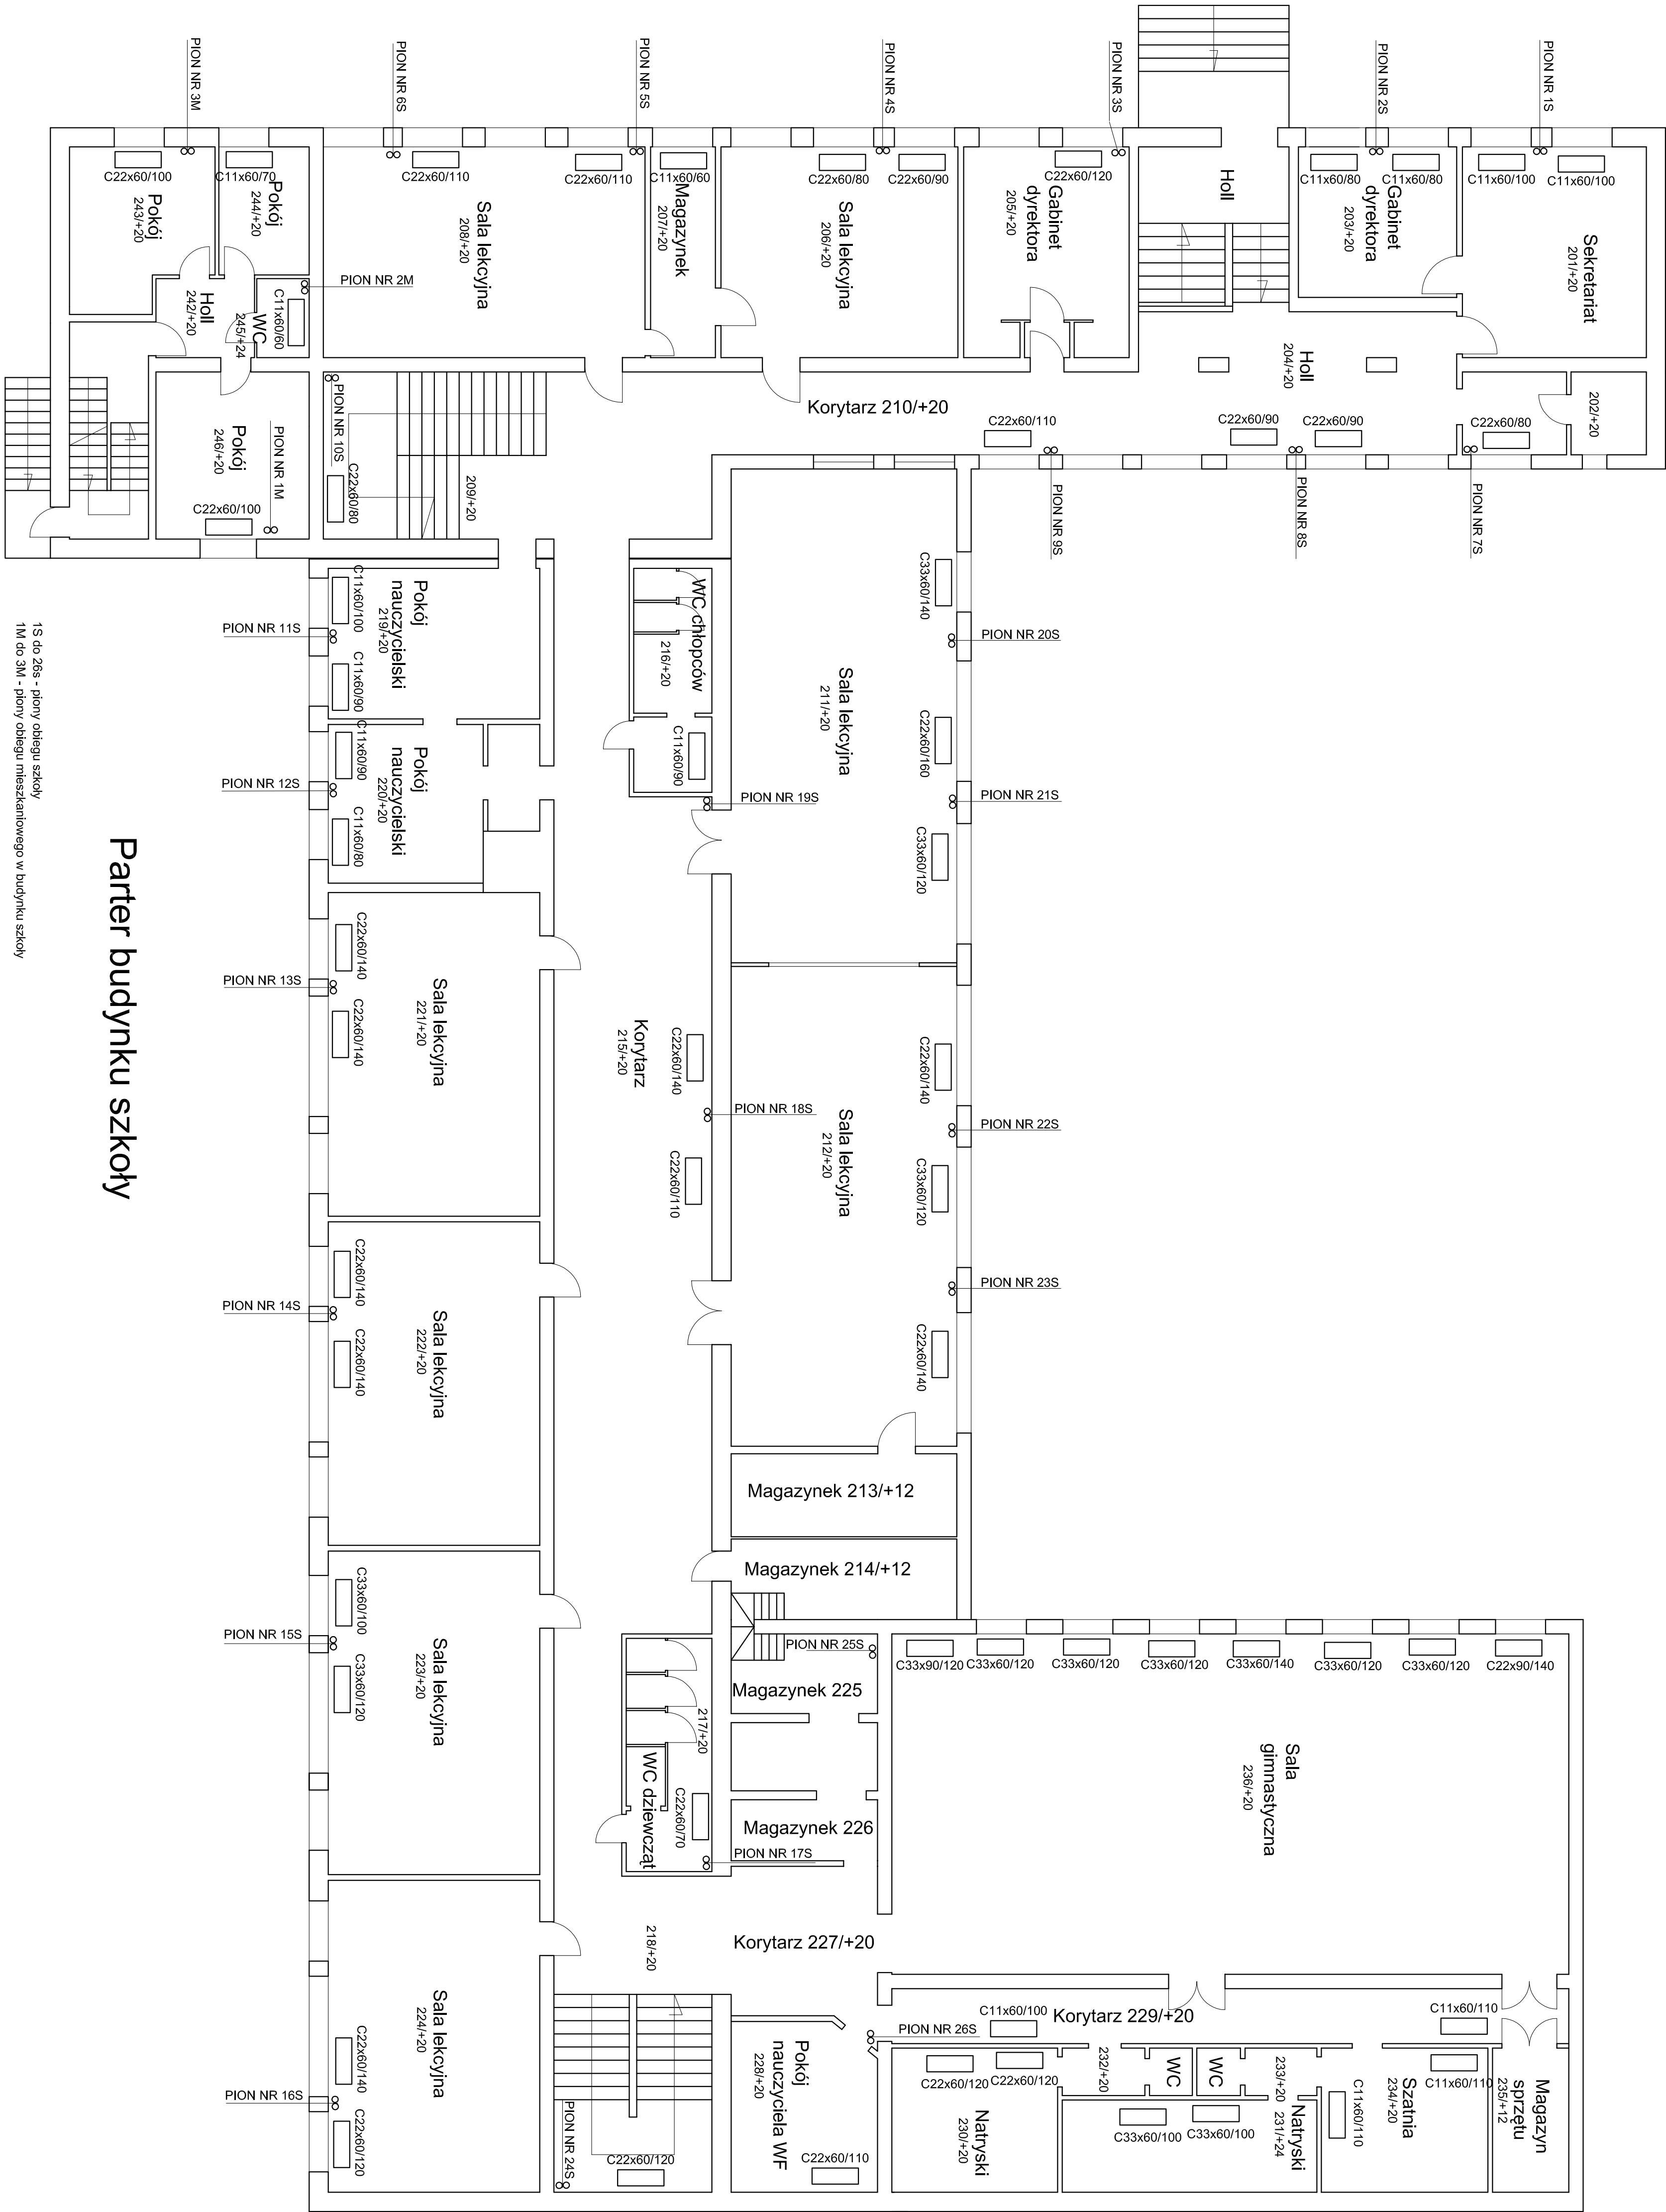 PION NR 3M
PION NR 6S
PION NR 5S
PION NR 4S
PION NR 3S
PION NR 2S
PION NR 1S
C22x60/100
C11x60/70
C22x60/110
C22x60/110
C11x60/60
C22x60/80
C22x60/90
C22x60/120
C11x60/80
C11x60/80
C11x60/100
C11x60/100
Pokój
243/+20
Pokój
244/+20
Sala lekcyjna
208/+20
Magazynek
207/+20
Sala lekcyjna
206/+20
Gabinet
dyrektora
205/+20
Holl
Gabinet
dyrektora
203/+20
Sekretariat
201/+20
PION NR 2M
Holl
242/+20
C11x60/60
WC
245/+24
Holl
204/+20
202/+20
Korytarz 210/+20
PION NR 10S
C22x60/80
209/+20
Pokój
246/+20
PION NR 1M
C22x60/100
C22x60/110
C22x60/90
C22x60/90
C22x60/80
PION NR 9S
PION NR 8S
PION NR 7S
C11x60/100
Pokój
nauczycielski
219/+20
PION NR 11S
C11x60/90
WC chłopców
216/+20
C33x60/140
PION NR 20S
Sala lekcyjna
211/+20
C22x60/160
C11x60/90
C11x60/90
Pokój
nauczycielski
220/+20
PION NR 12S
C11x60/80
PION NR 19S
PION NR 21S
C33x60/120
C22x60/140
Sala lekcyjna
221/+20
PION NR 13S
C22x60/140
Korytarz
215/+20
C22x60/140
C22x60/140
PION NR 18S
PION NR 22S
Sala lekcyjna
212/+20
C22x60/110
C33x60/120
C22x60/140
Sala lekcyjna
222/+20
PION NR 14S
C22x60/140
PION NR 23S
C22x60/140
Magazynek 213/+12
Magazynek 214/+12
C33x60/100
PION NR 15S
Sala lekcyjna
223/+20
C33x60/120
PION NR 25S
C33x90/120
C33x60/120
C33x60/120
C33x60/120
C33x60/140
C33x60/120
C33x60/120
C22x90/140
Magazynek 225
217/+20
WC dziewcząt
C22x60/70
Sala
gimnastyczna
236/+20
Magazynek 226
PION NR 17S
Korytarz 227/+20
218/+20
Sala lekcyjna
224/+20
C22x60/140
PION NR 16S
C22x60/120
PION NR 24S
C22x60/120
Pokój
nauczyciela WF
228/+20
C22x60/110
PION NR 26S
C11x60/100
Korytarz 229/+20
C11x60/110
C22x60/120
C22x60/120
232/+20
WC
WC
233/+20
C11x60/110
Natryski
230/+20
C33x60/100
C33x60/100
Natryski
231/+24
C11x60/110
Szatnia
234/+20
Magazyn
sprzętu
235/+12
1S do 26s - piony obiegu szkoły
1M do 3M - piony obiegu mieszkaniowego w budynku szkoły
Parter budynku szkoły